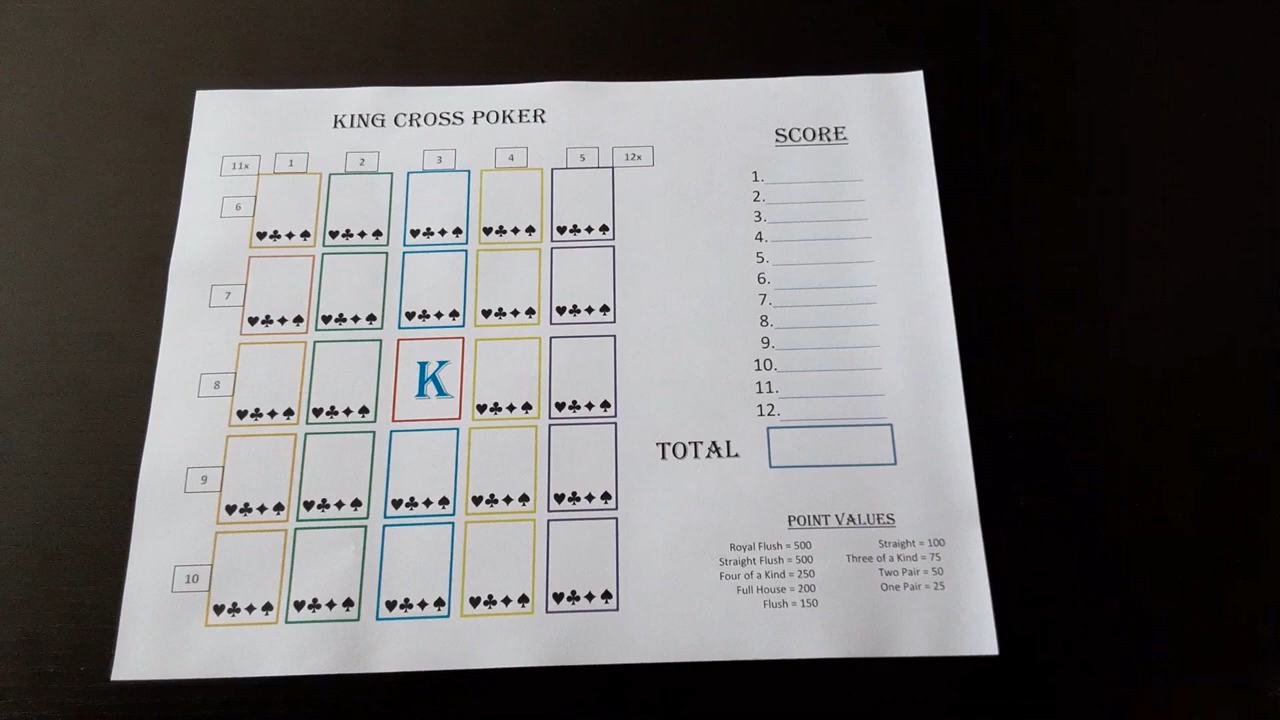 KING CROSS POKER
11x 1 2 3 4 5 12x
6
♥♣✦♠ ♥♣✦♠ ♥♣✦♠ ♥♣✦♠ ♥♣✦♠
7
♥♣✦♠ ♥♣✦♠ ♥♣✦♠ ♥♣✦♠ ♥♣✦♠
8
K
♥♣✦♠ ♥♣✦♠ ♥♣✦♠ ♥♣✦♠
9
♥♣✦♠ ♥♣✦♠ ♥♣✦♠ ♥♣✦♠ ♥♣✦♠
10
♥♣✦♠ ♥♣✦♠ ♥♣✦♠ ♥♣✦♠ ♥♣✦♠
SCORE
1.
2.
3.
4.
5.
6.
7.
8.
9.
10.
11.
12.
TOTAL
POINT VALUES
Royal Flush = 500
Straight Flush = 500
Four of a Kind = 250
Full House = 200
Flush = 150
Straight = 100
Three of a Kind = 75
Two Pair = 50
One Pair = 25